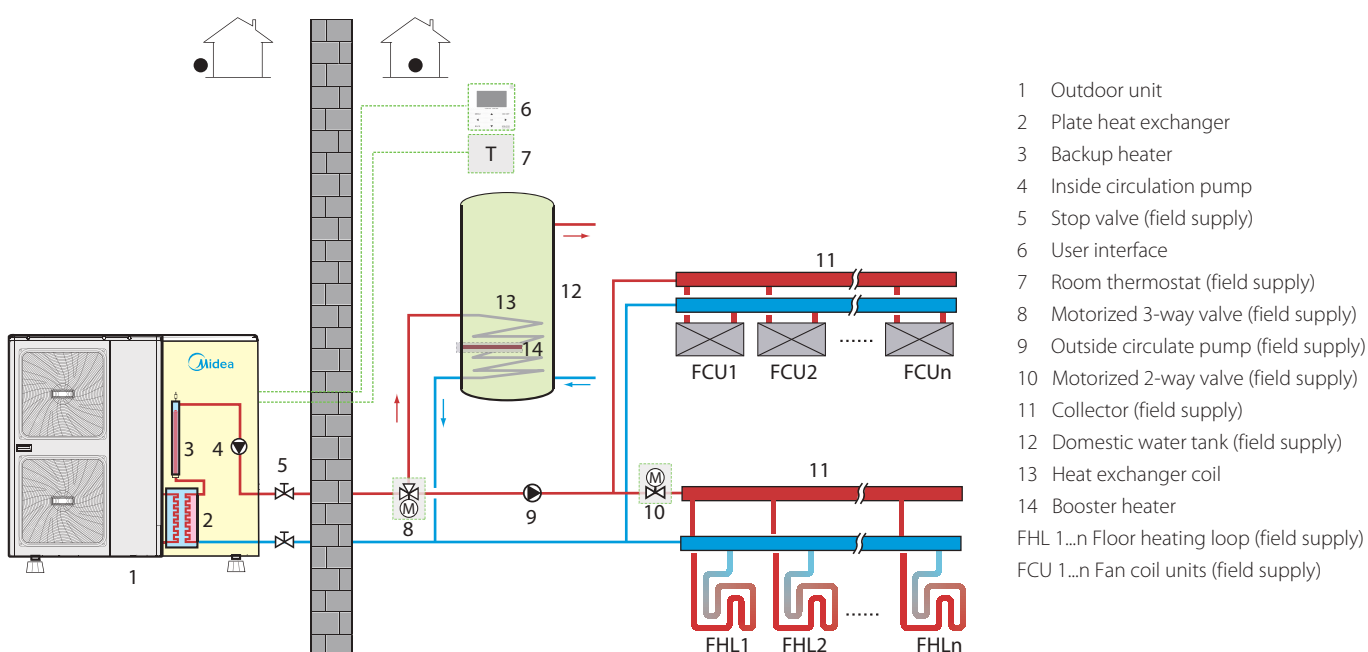 6
7
T
11
12
13
14
FCU1
FCU2
......
FCUn
Midea
3
4
5
2
1
M
8
9
M
10
11
FHL1
FHL2
......
FHLn
1 Outdoor unit
2 Plate heat exchanger
3 Backup heater
4 Inside circulation pump
5 Stop valve (field supply)
6 User interface
7 Room thermostat (field supply)
8 Motorized 3-way valve (field supply)
9 Outside circulate pump (field supply)
10 Motorized 2-way valve (field supply)
11 Collector (field supply)
12 Domestic water tank (field supply)
13 Heat exchanger coil
14 Booster heater
FHL 1...n Floor heating loop (field supply)
FCU 1...n Fan coil units (field supply)